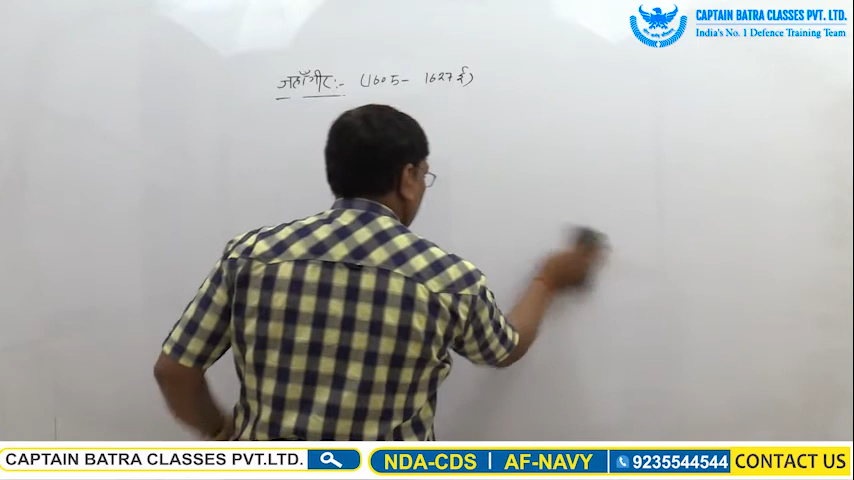 CAPTAIN BATRA CLASSES PVT. LTD.
India's No. 1 Defence Training Team
जहाँगीर :- (1605 - 1627 ई)
CAPTAIN BATRA CLASSES PVT.LTD.
NDA-CDS | AF-NAVY
9235544544
CONTACT US